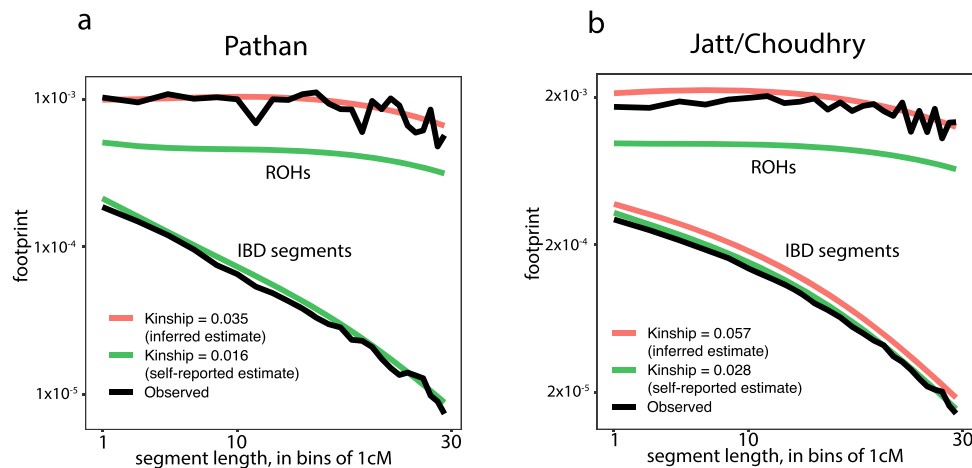 a
Pathan
footprint
1x10⁻³
1x10⁻⁴
1x10⁻⁵
ROHs
IBD segments
Kinship = 0.035
(inferred estimate)
Kinship = 0.016
(self-reported estimate)
Observed
1
10
30
segment length, in bins of 1cM
b
Jatt/Choudhry
footprint
2x10⁻³
2x10⁻⁴
2x10⁻⁵
ROHs
IBD segments
Kinship = 0.057
(inferred estimate)
Kinship = 0.028
(self-reported estimate)
Observed
1
10
30
segment length, in bins of 1cM